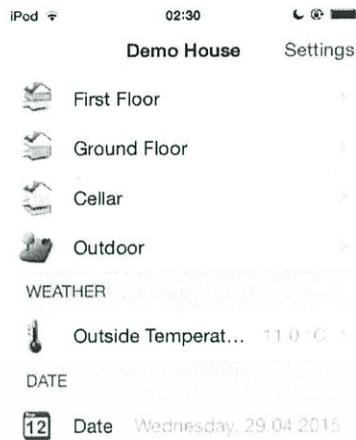 iPod 02:30
Demo House Settings
First Floor
Ground Floor
Cellar
Outdoor
WEATHER
Outside Temperat... 11.0 °C
DATE
12 Date Wednesday, 29.04.2015